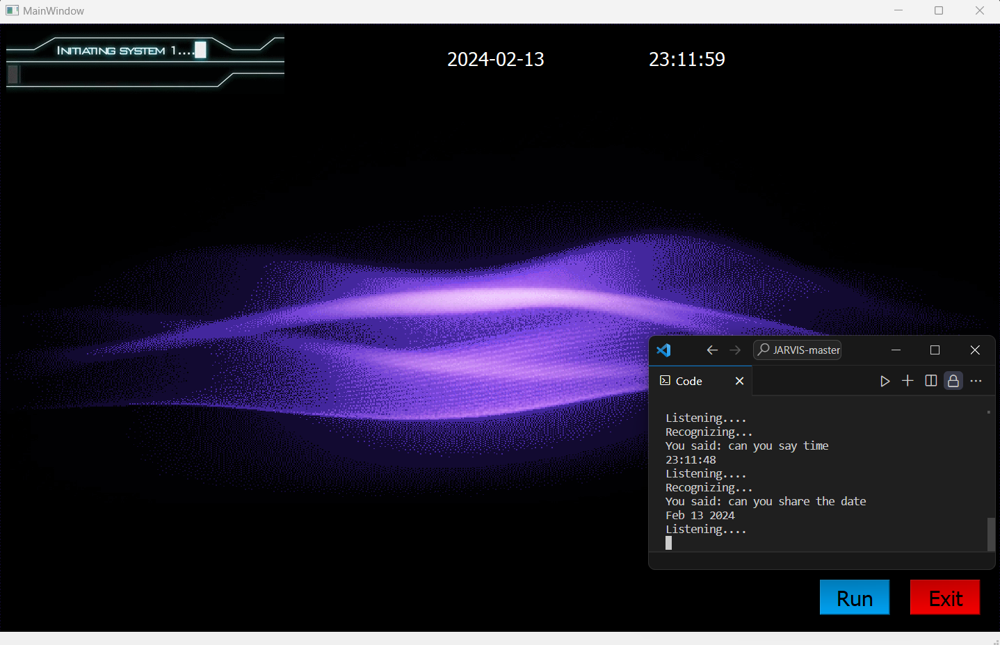 MainWindow
INITIATING SYSTEM 1....
2024-02-13
23:11:59
JARVIS-master
Code
Listening....
Recognizing...
You said: can you say time
23:11:48
Listening....
Recognizing...
You said: can you share the date
Feb 13 2024
Listening....
Run
Exit